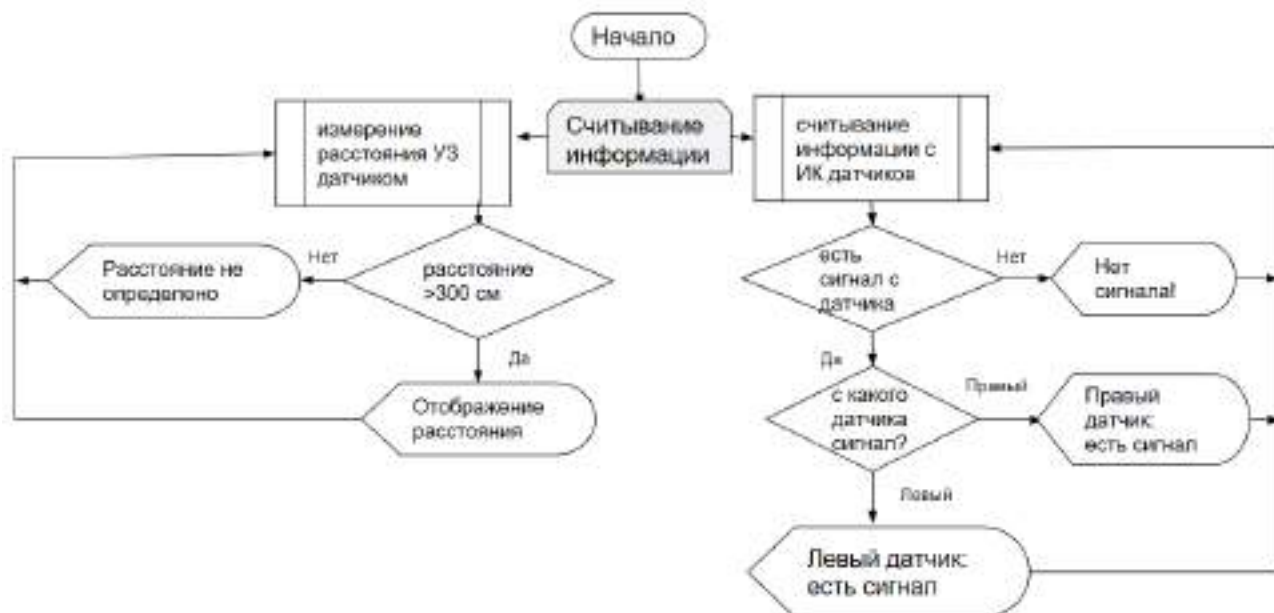 Начало
измерение
расстояния УЗ
датчиком
Считывание
информации
считывание
информации с
ИК датчиков
Расстояние не
определено
Нет
расстояние
>300 см
Да
Отображение
расстояния
есть
сигнал с
датчика
Нет
Нет
сигнала!
Да
с какого
датчика
сигнал?
Правый
Правый
датчик:
есть сигнал
Левый
Левый датчик:
есть сигнал